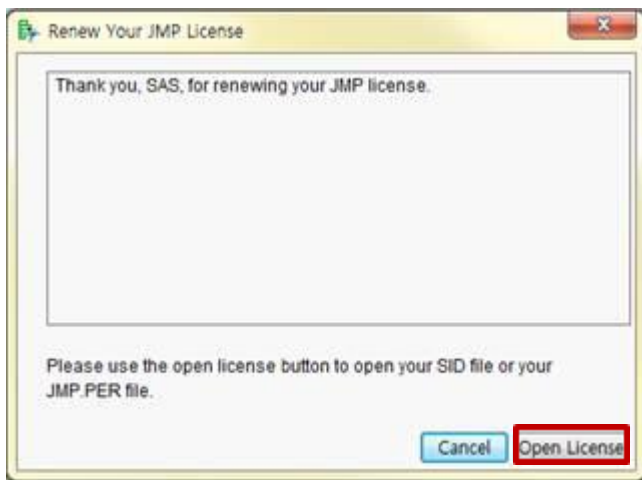 Renew Your JMP License
Thank you, SAS, for renewing your JMP license.
Please use the open license button to open your SID file or your
JMP.PER file.
Cancel
Open License